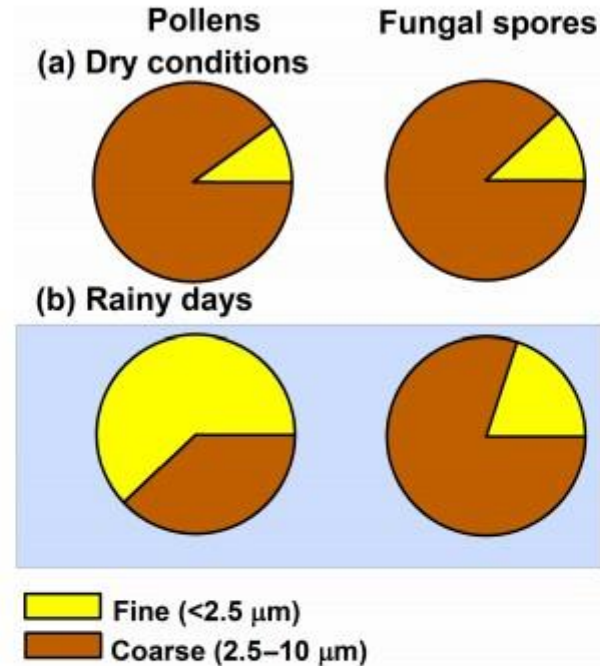 Pollens Fungal spores
(a) Dry conditions
(b) Rainy days
Fine (<2.5 μm)
Coarse (2.5–10 μm)